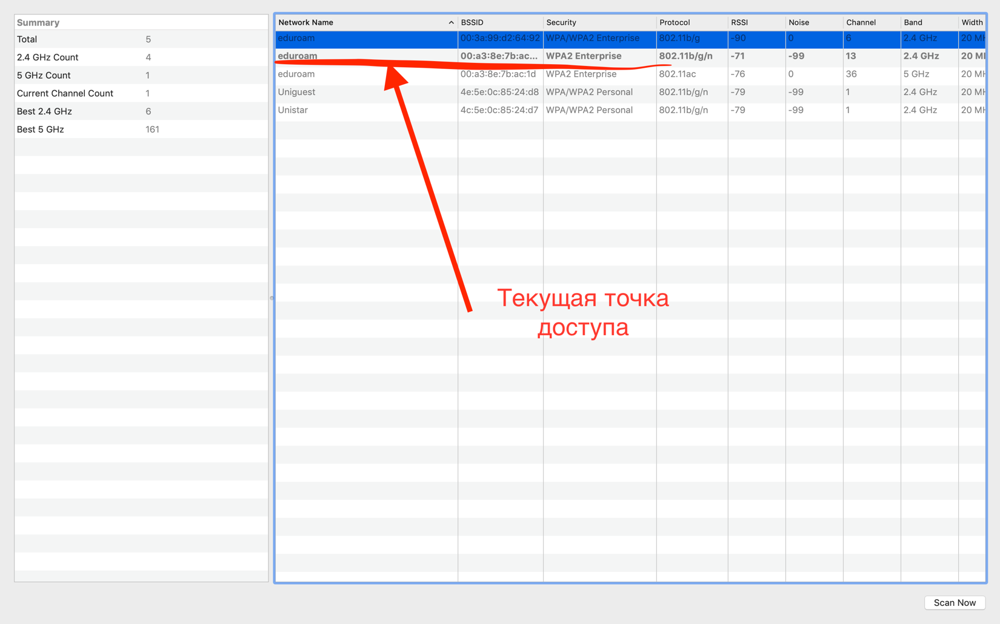 Summary
Total 5
2.4 GHz Count 4
5 GHz Count 1
Current Channel Count 1
Best 2.4 GHz 6
Best 5 GHz 161
Network Name BSSID Security Protocol RSSI Noise Channel Band Width
eduroam 00:3a:99:d2:64:92 WPA/WPA2 Enterprise 802.11b/g -90 0 6 2.4 GHz 20 MH
eduroam 00:a3:8e:7b:ac... WPA2 Enterprise 802.11b/g/n -71 -99 13 2.4 GHz 20 MH
eduroam 00:a3:8e:7b:ac:1d WPA2 Enterprise 802.11ac -76 0 36 5 GHz 20 MH
Uniguest 4e:5e:0c:85:24:d8 WPA/WPA2 Personal 802.11b/g/n -79 -99 1 2.4 GHz 20 MH
Unistar 4c:5e:0c:85:24:d7 WPA/WPA2 Personal 802.11b/g/n -79 -99 1 2.4 GHz 20 MH
Текущая точка
доступа
Scan Now